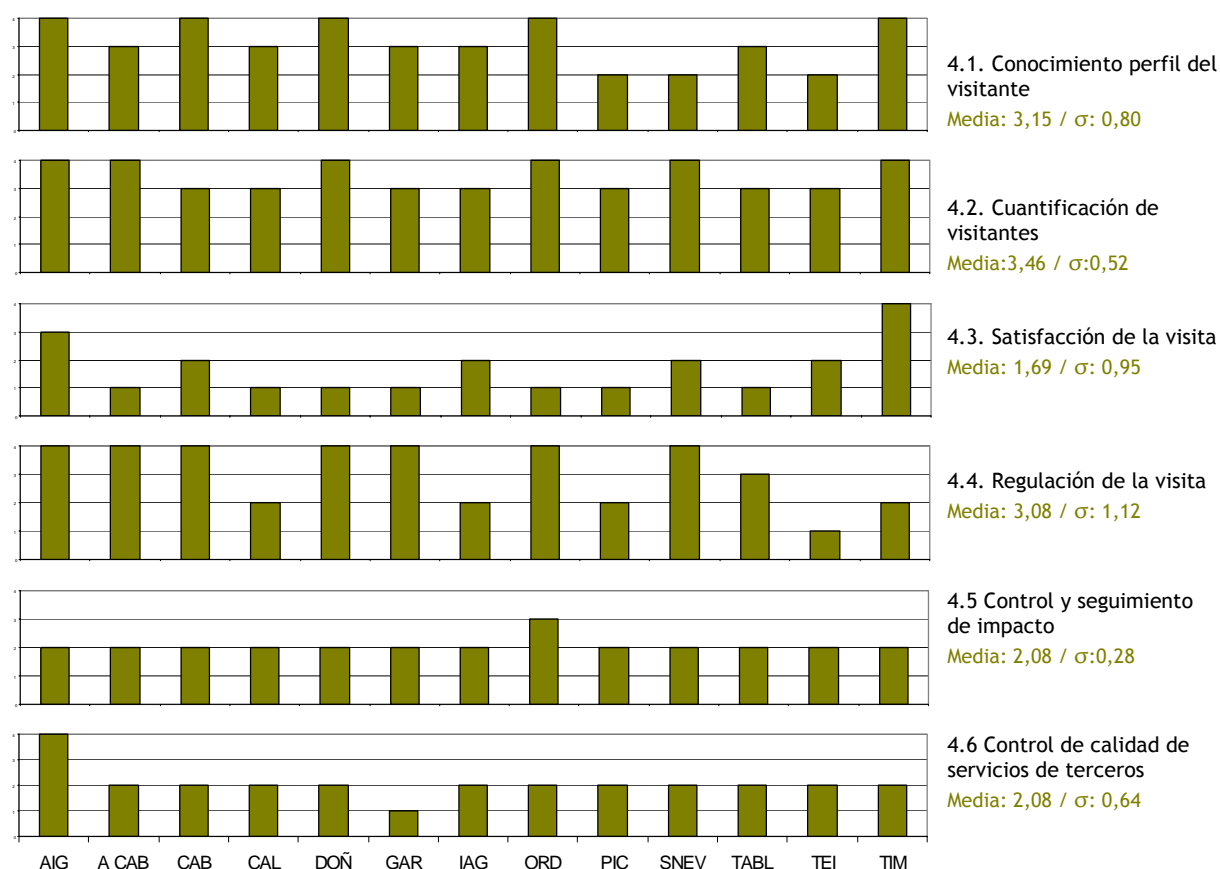 4.1. Conocimiento perfil del
visitante
Media: 3,15 / σ: 0,80
4.2. Cuantificación de
visitantes
Media:3,46 / σ:0,52
4.3. Satisfacción de la visita
Media: 1,69 / σ: 0,95
4.4. Regulación de la visita
Media: 3,08 / σ: 1,12
4.5 Control y seguimiento
de impacto
Media: 2,08 / σ:0,28
4.6 Control de calidad de
servicios de terceros
Media: 2,08 / σ: 0,64
AIG A CAB CAB CAL DOÑ GAR IAG ORD PIC SNEV TABL TEI TIM